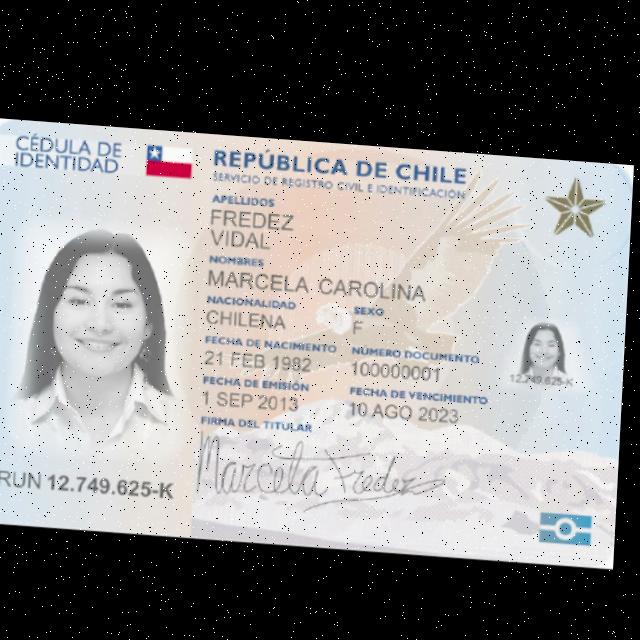 CÉDULA DE
IDENTIDAD
REPÚBLICA DE CHILE
SERVICIO DE REGISTRO CIVIL E IDENTIFICACIÓN
APELLIDOS
FREDEZ
VIDAL
NOMBRES
MARCELA CAROLINA
NACIONALIDAD
CHILENA
SEXO
F
FECHA DE NACIMIENTO
21 FEB 1982
NÚMERO DOCUMENTO
100000001
FECHA DE EMISIÓN
1 SEP 2013
FECHA DE VENCIMIENTO
10 AGO 2023
FIRMA DEL TITULAR
Marcela Fredez
RUN 12.749.625-K
12.749.625-K